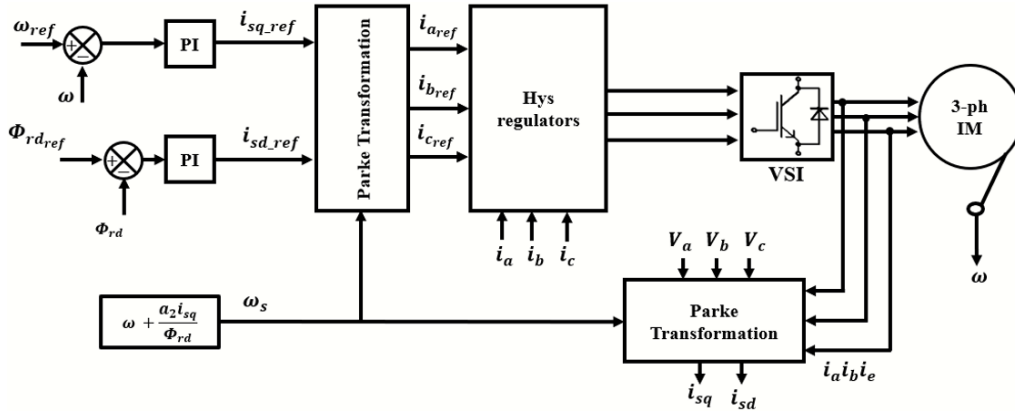 ω_ref
+
−
ω
PI
i_sq_ref
Φ_rd_ref
+
−
Φ_rd
PI
i_sd_ref
Parke Transformation
i_a_ref
i_b_ref
i_c_ref
Hys
regulators
i_a i_b i_c
VSI
3-ph
IM
ω
ω + a_2 i_sq / Φ_rd
ω_s
V_a V_b V_c
Parke
Transformation
i_a i_b i_e
i_sq i_sd